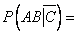 P(AB|C̅) =